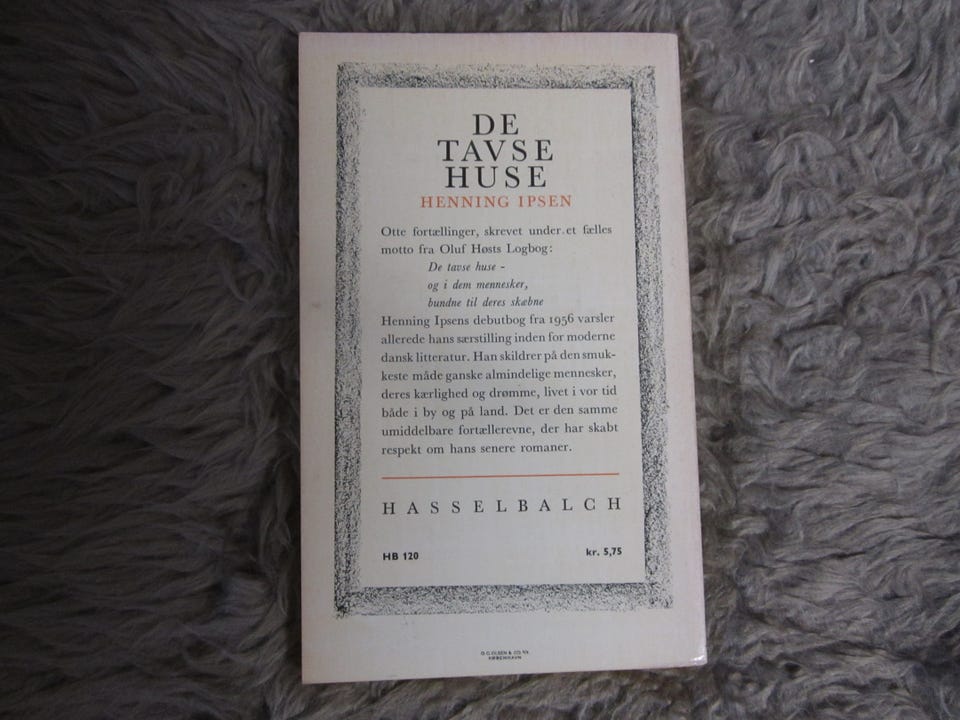 DE
TAVSE
HUSE
HENNING IPSEN
Otte fortællinger, skrevet under et fælles
motto fra Oluf Høsts Logbog:
De tavse huse -
og i dem mennesker,
bundne til deres skæbne
Henning Ipsens debutbog fra 1956 varsler
allerede hans særstilling inden for moderne
dansk litteratur. Han skildrer på den smuk-
keste måde ganske almindelige mennesker,
deres kærlighed og drømme, livet i vor tid
både i by og på land. Det er den samme
umiddelbare fortællerevne, der har skabt
respekt om hans senere romaner.
HASSELBALCH
HB 120 kr. 5,75
OLSEN & CO.
KØBENHAVN